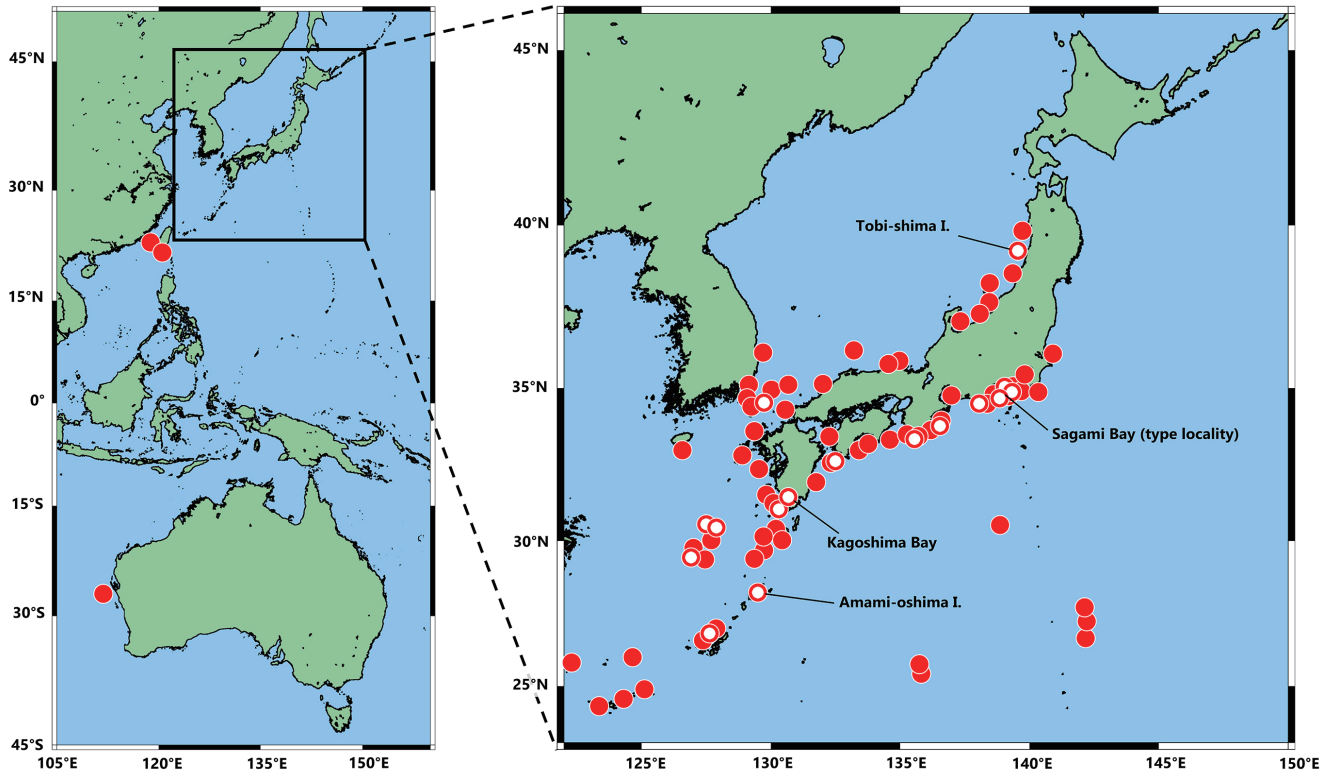 45°N
30°N
15°N
0°
15°S
30°S
45°S
105°E
120°E
135°E
150°E
45°N
40°N
35°N
30°N
25°N
Tobi-shima I.
Sagami Bay (type locality)
Kagoshima Bay
Amami-oshima I.
125°E
130°E
135°E
140°E
145°E
150°E